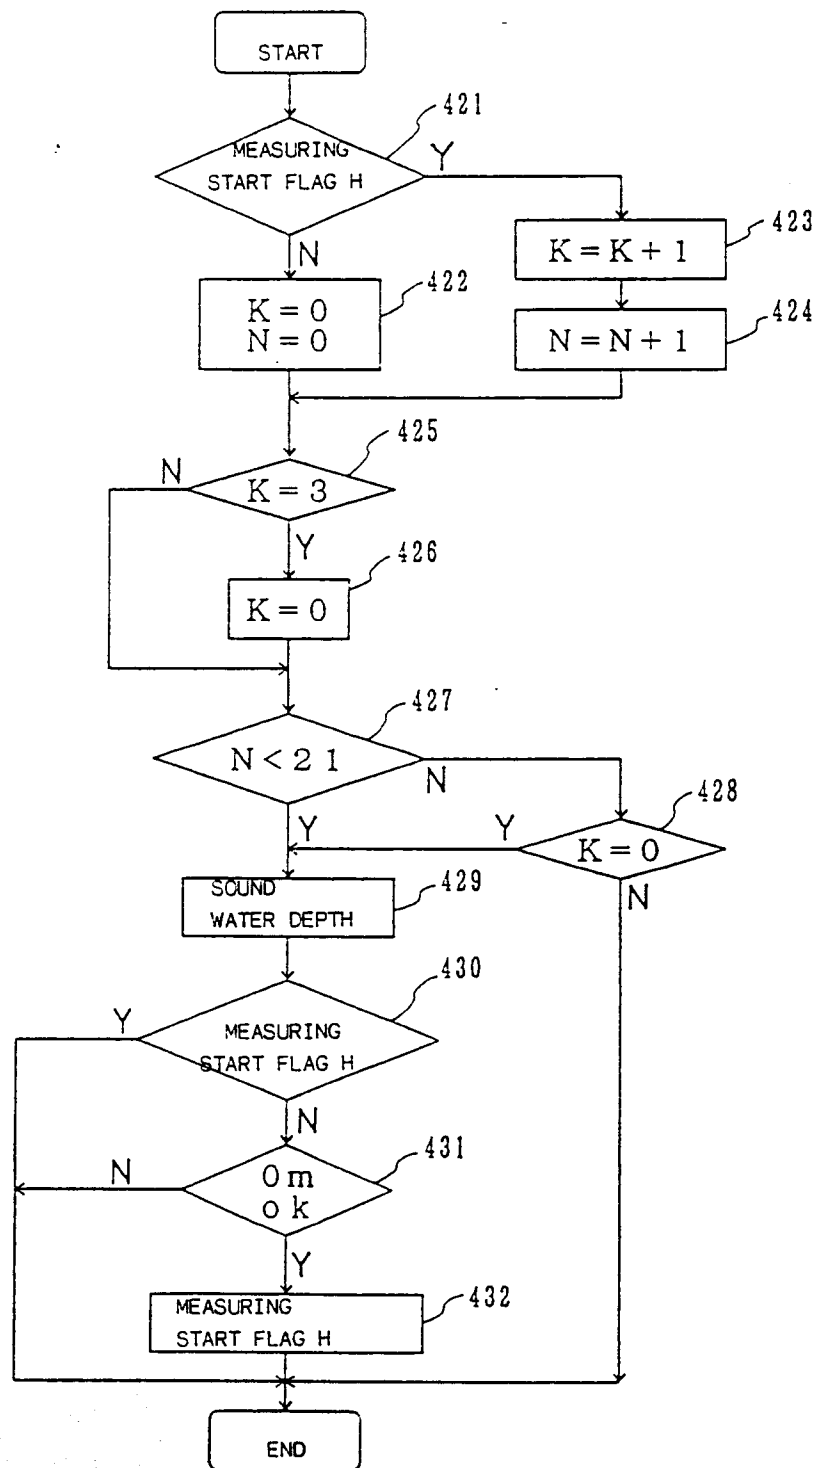 START
421
MEASURING
START FLAG H
Y
N
423
K = K + 1
422
K = 0
N = 0
424
N = N + 1
425
N
K = 3
Y
426
K = 0
427
N < 2 1
N
428
Y
Y
K = 0
N
429
SOUND
WATER DEPTH
430
Y
MEASURING
START FLAG H
N
431
N
0 m
o k
Y
432
MEASURING
START FLAG H
END